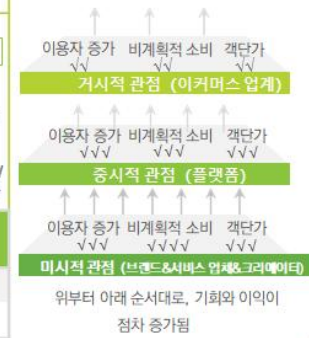 이용자 증가 비계획적 소비 객단가
√√ √√ √√
거시적 관점 (이커머스 업계)
이용자 증가 비계획적 소비 객단가
√√√ √√√ √√√
중시적 관점 (플랫폼)
이용자 증가 비계획적 소비 객단가
√√√ √√√√ √√√
미시적 관점 (브랜드&서비스 업체&크리에이터)
위부터 아래 순서대로, 기회와 이익이
점차 증가됨